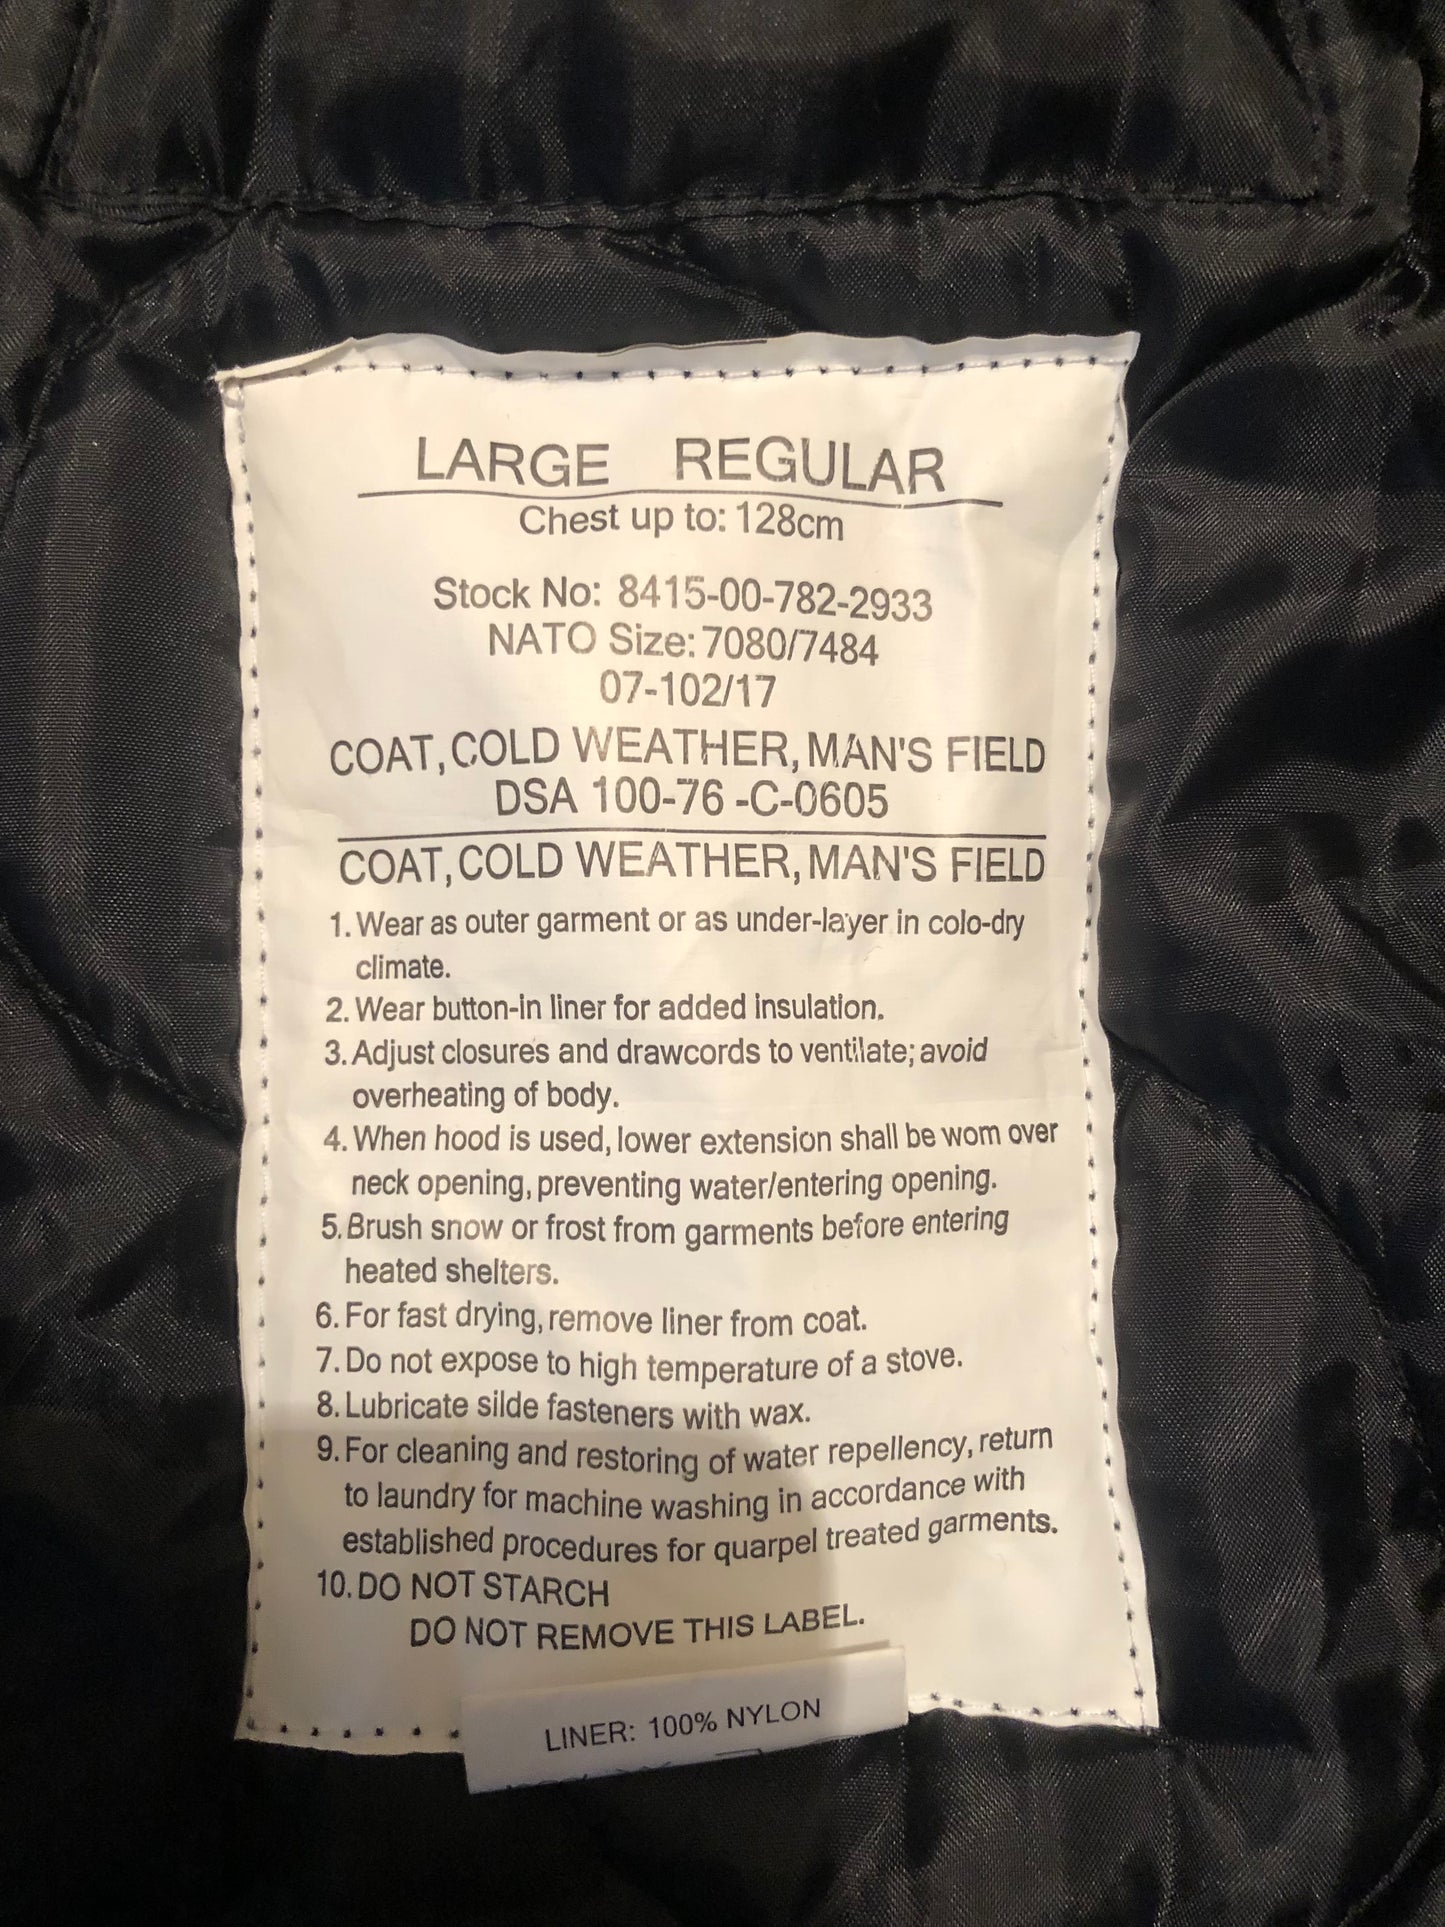 LARGE REGULAR
Chest up to: 128cm
Stock No: 8415-00-782-2933
NATO Size: 7080/7484
07-102/17
COAT, COLD WEATHER, MAN'S FIELD
DSA 100-76 -C-0605
COAT, COLD WEATHER, MAN'S FIELD
1. Wear as outer garment or as under-layer in colo-dry
climate.
2. Wear button-in liner for added insulation.
3. Adjust closures and drawcords to ventilate; avoid
overheating of body.
4. When hood is used, lower extension shall be wom over
neck opening, preventing water/entering opening.
5. Brush snow or frost from garments before entering
heated shelters.
6. For fast drying, remove liner from coat.
7. Do not expose to high temperature of a stove.
8. Lubricate silde fasteners with wax.
9. For cleaning and restoring of water repellency, return
to laundry for machine washing in accordance with
established procedures for quarpel treated garments.
10. DO NOT STARCH
DO NOT REMOVE THIS LABEL.
LINER: 100% NYLON